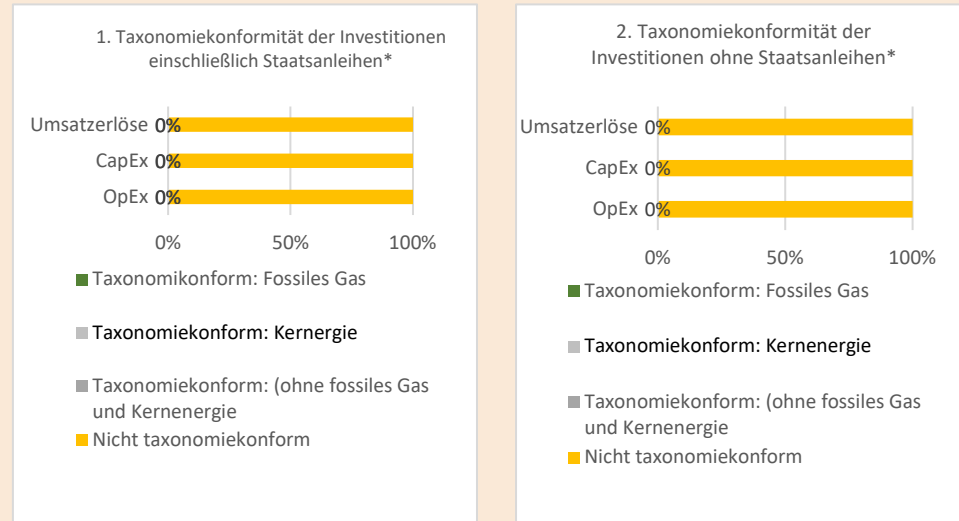 1. Taxonomiekonformität der Investitionen
einschließlich Staatsanleihen*
Umsatzerlöse 0%
CapEx 0%
OpEx 0%
0% 50% 100%
Taxonomikonform: Fossiles Gas
Taxonomiekonform: Kernergie
Taxonomiekonform: (ohne fossiles Gas
und Kernenergie
Nicht taxonomiekonform
2. Taxonomiekonformität der
Investitionen ohne Staatsanleihen*
Umsatzerlöse 0%
CapEx 0%
OpEx 0%
0% 50% 100%
Taxonomiekonform: Fossiles Gas
Taxonomiekonform: Kernenergie
Taxonomiekonform: (ohne fossiles Gas
und Kernenergie
Nicht taxonomiekonform